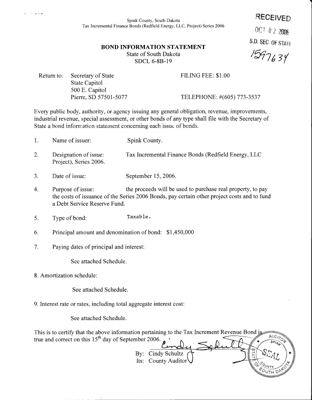 Spink County, South Dakota
Tax Incremental Finance Bonds (Redfield Energy, LLC, Project) Series 2006
RECEIVED
OCT 02 2006
S.D. SEC OF STATE
1597634
BOND INFORMATION STATEMENT
State of South Dakota
SDCL 6-8B-19
Return to: Secretary of State FILING FEE: $1.00
State Capitol
500 E. Capitol
Pierre, SD 57501-5077 TELEPHONE: #(605) 773-3537
Every public body, authority, or agency issuing any general obligation, revenue, improvements,
industrial revenue, special assessment, or other bonds of any type shall file with the Secretary of
State a bond information statement concerning each issue of bonds.
1. Name of issuer: Spink County.
2. Designation of issue: Tax Incremental Finance Bonds (Redfield Energy, LLC
Project), Series 2006.
3. Date of issue: September 15, 2006.
4. Purpose of issue: the proceeds will be used to purchase real property, to pay
the costs of issuance of the Series 2006 Bonds, pay certain other project costs and to fund
a Debt Service Reserve Fund.
5. Type of bond: Taxable.
6. Principal amount and denomination of bond: $1,450,000
7. Paying dates of principal and interest:
See attached Schedule.
8. Amortization schedule:
See attached Schedule.
9. Interest rate or rates, including total aggregate interest cost:
See attached Schedule.
This is to certify that the above information pertaining to the Tax Increment Revenue Bond is
true and correct on this 15th day of September 2006.
Cindy Schultz
By: Cindy Schultz
Its: County Auditor
AUDITOR
SPINK
SEAL
COUNTY
SOUTH DAKOTA